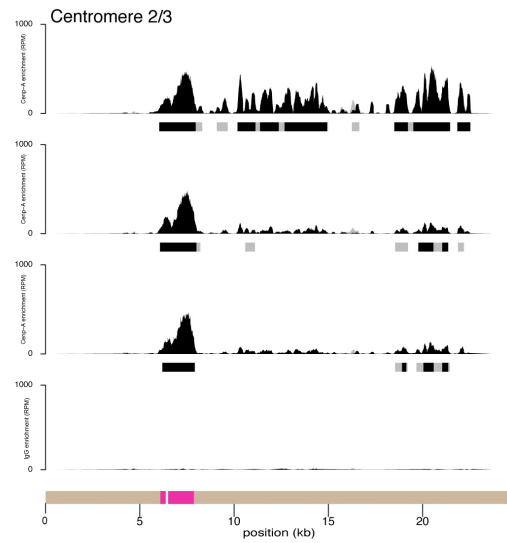 Centromere 2/3
1000
0
Cenp-A enrichment (RPM)
1000
0
Cenp-A enrichment (RPM)
1000
0
Cenp-A enrichment (RPM)
1000
0
IgG enrichment (RPM)
0 5 10 15 20
position (kb)